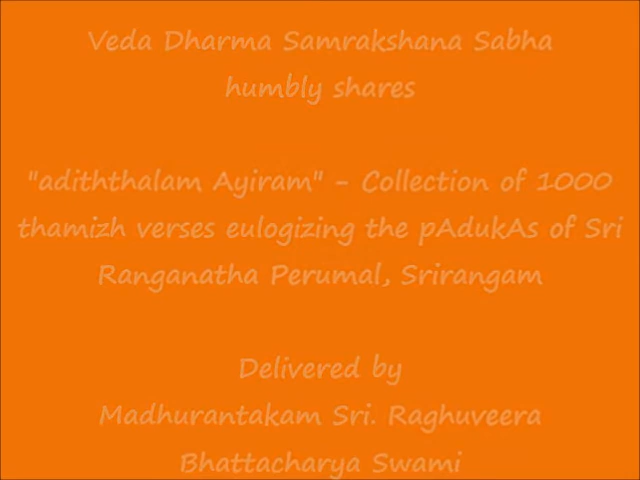 Veda Dharma Samrakshana Sabha
humbly shares
"adiththalam Ayiram" - Collection of 1000
thamizh verses eulogizing the pAdukAs of Sri
Ranganatha Perumal, Srirangam
Delivered by
Madhurantakam Sri. Raghuveera
Bhattacharya Swami